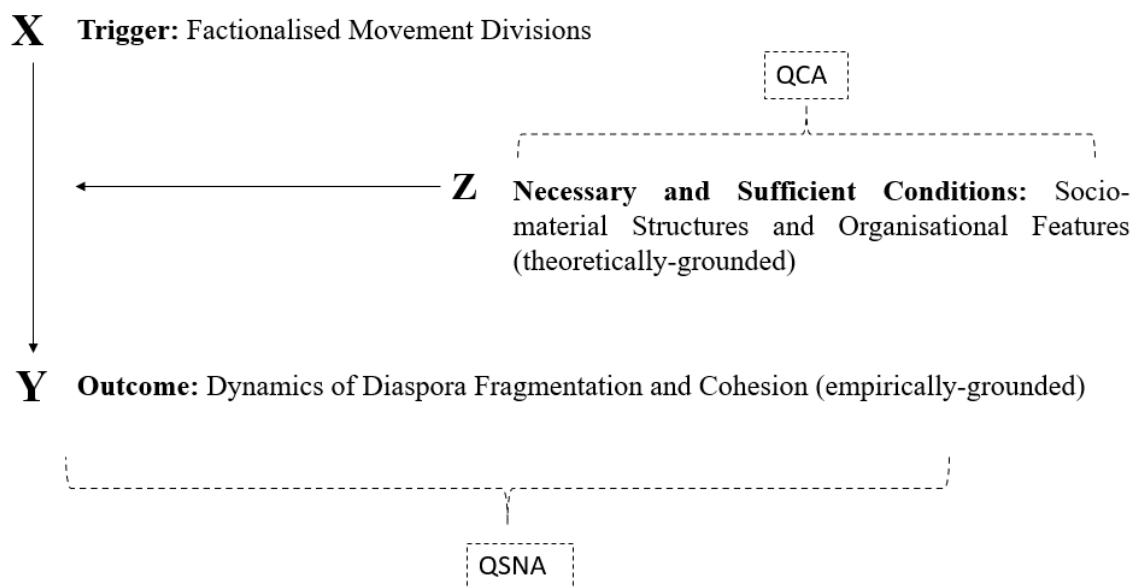 X Trigger: Factionalised Movement Divisions
QCA
Z Necessary and Sufficient Conditions: Socio-
material Structures and Organisational Features
(theoretically-grounded)
Y Outcome: Dynamics of Diaspora Fragmentation and Cohesion (empirically-grounded)
QSNA